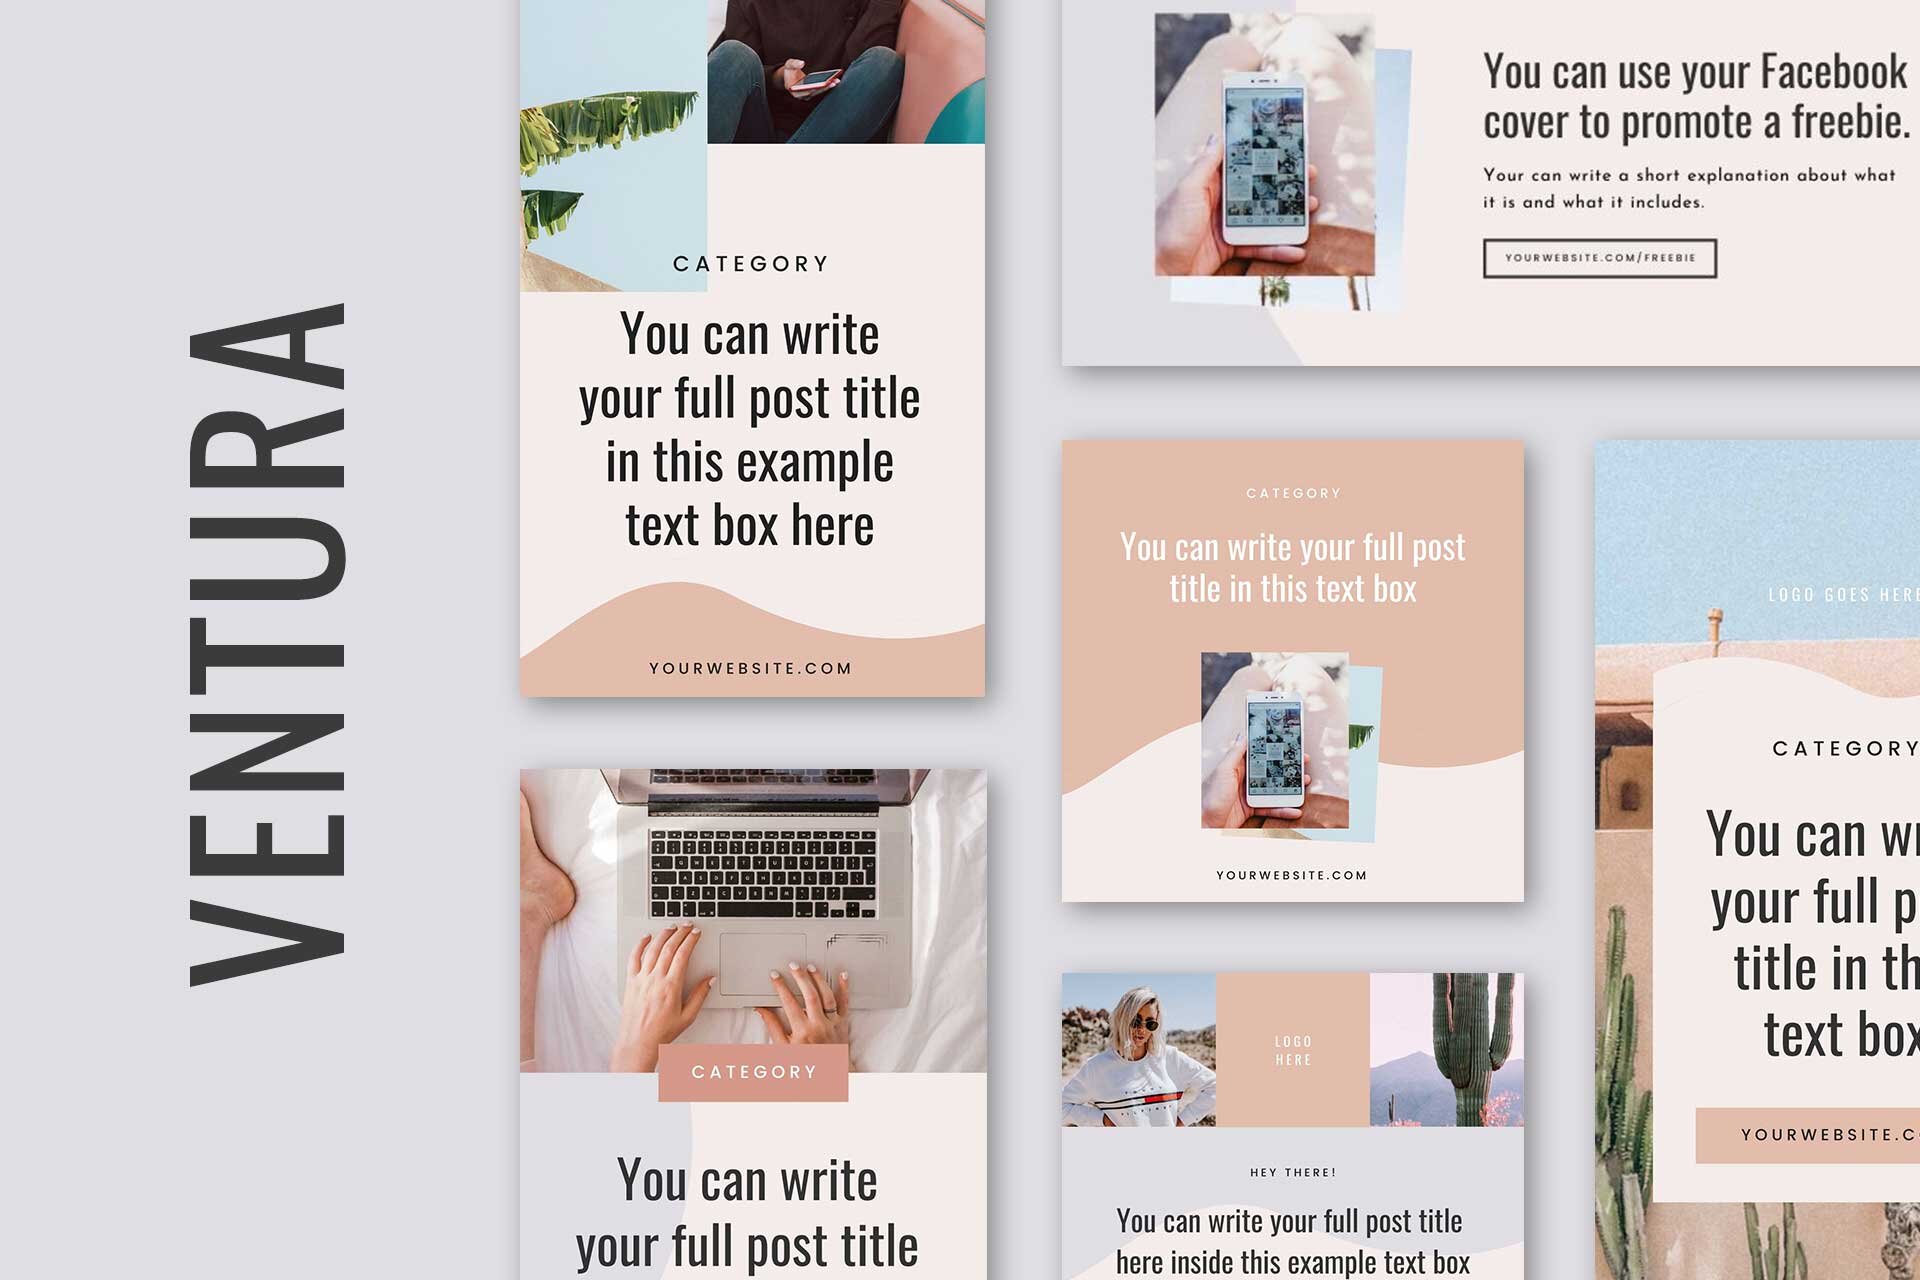 VENTURA
CATEGORY
You can write
your full post title
in this example
text box here
YOURWEBSITE.COM
CATEGORY
You can write
your full post title
You can use your Facebook
cover to promote a freebie.
Your can write a short explanation about what
it is and what it includes.
YOURWEBSITE.COM/FREEBIE
CATEGORY
You can write your full post
title in this text box
YOURWEBSITE.COM
LOGO
HERE
HEY THERE!
You can write your full post title
here inside this example text box
LOGO GOES HERE
CATEGORY
You can wr
your full p
title in th
text box
YOURWEBSITE.C